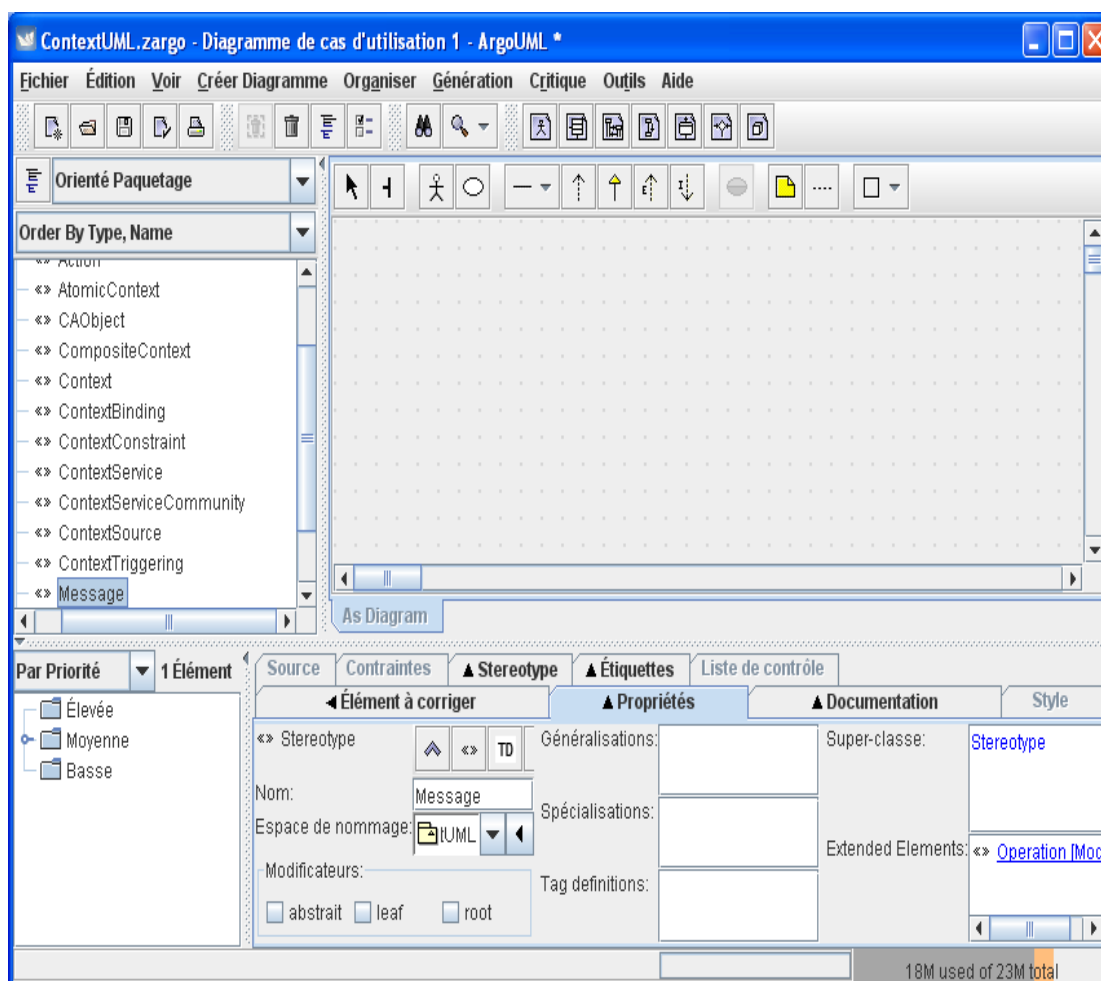 ContextUML.zargo - Diagramme de cas d'utilisation 1 - ArgoUML *
Fichier Édition Voir Créer Diagramme Organiser Génération Critique Outils Aide
Orienté Paquetage
Order By Type, Name
«» Action
«» AtomicContext
«» CAObject
«» CompositeContext
«» Context
«» ContextBinding
«» ContextConstraint
«» ContextService
«» ContextServiceCommunity
«» ContextSource
«» ContextTriggering
«» Message
As Diagram
Par Priorité 1 Élément
Élevée
Moyenne
Basse
Source Contraintes Stereotype Étiquettes Liste de contrôle
Élément à corriger Propriétés Documentation Style
«» Stereotype
«» TD
Nom: Message
Espace de nommage: tUML
Modificateurs:
abstrait leaf root
Généralisations:
Spécialisations:
Tag definitions:
Super-classe: Stereotype
Extended Elements: «» Operation [Moc
18M used of 23M total